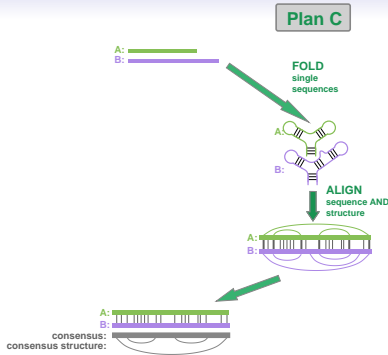 Plan C
A:
B:
FOLD
single
sequences
A:
B:
ALIGN
sequence AND
structure
A:
B:
A:
B:
consensus:
consensus structure: